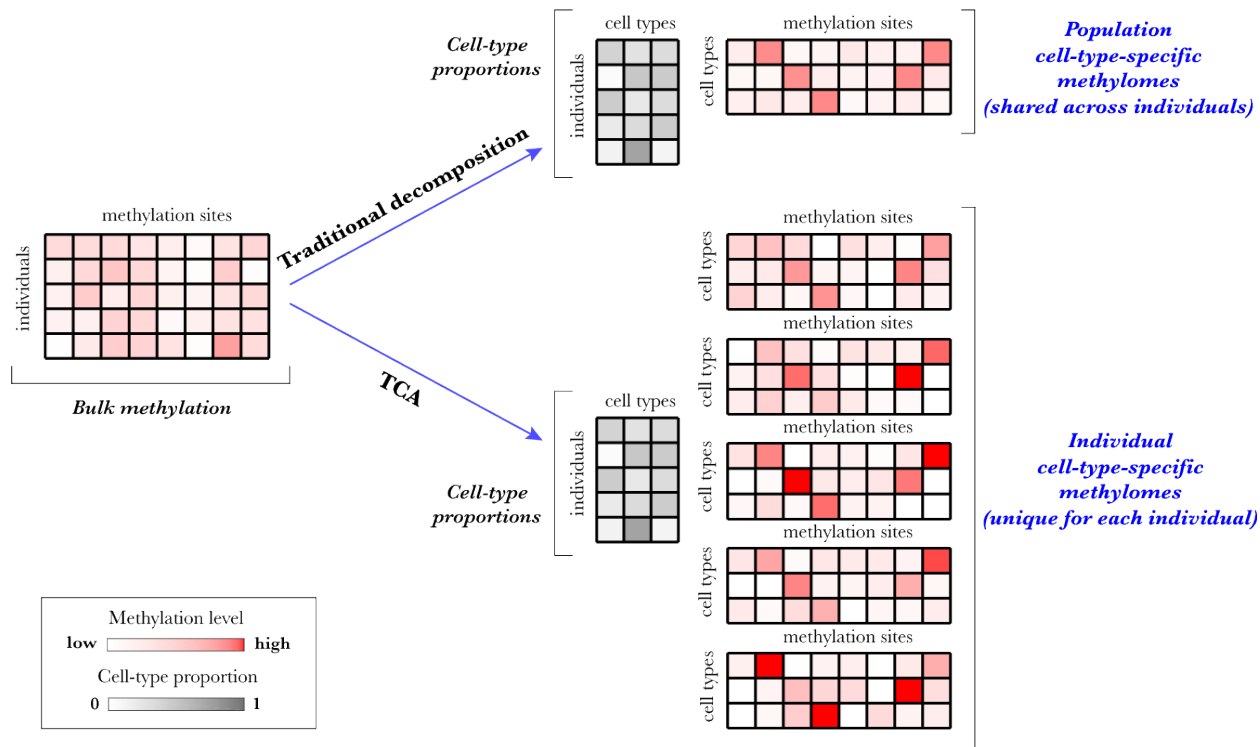 cell types
methylation sites
Cell-type
proportions
individuals
cell types
Population
cell-type-specific
methylomes
(shared across individuals)
Traditional decomposition
methylation sites
individuals
Bulk methylation
TCA
cell types
Cell-type
proportions
individuals
methylation sites
cell types
methylation sites
cell types
methylation sites
cell types
methylation sites
cell types
methylation sites
cell types
Individual
cell-type-specific
methylomes
(unique for each individual)
Methylation level
low high
Cell-type proportion
0 1